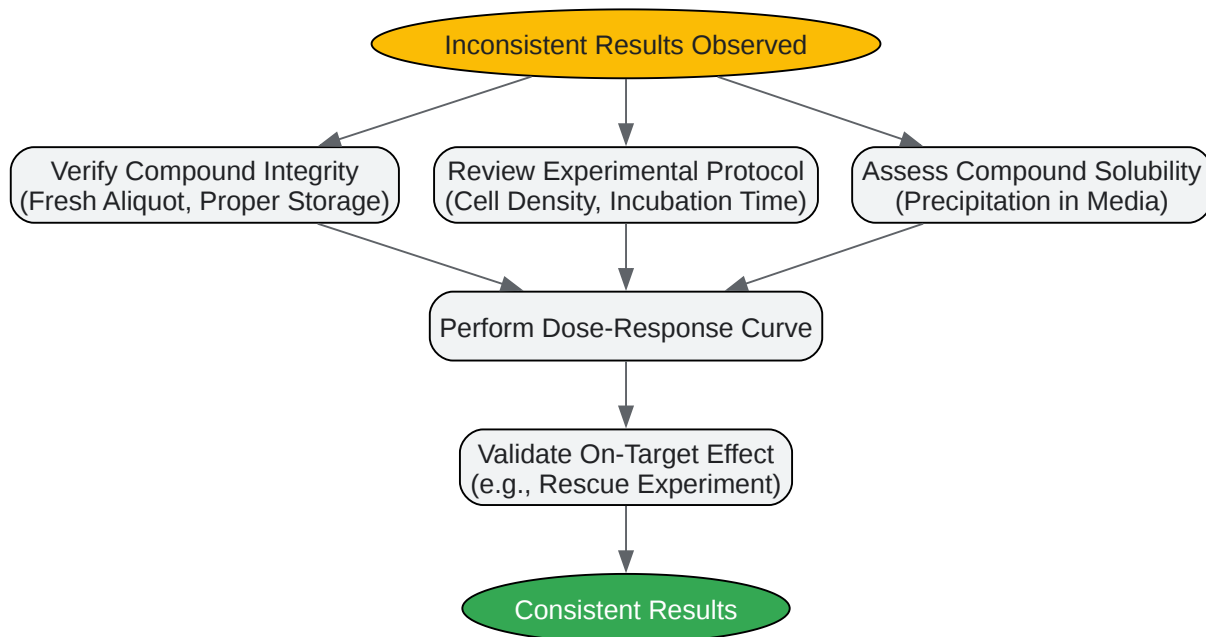 Inconsistent Results Observed
Verify Compound Integrity
(Fresh Aliquot, Proper Storage)
Review Experimental Protocol
(Cell Density, Incubation Time)
Assess Compound Solubility
(Precipitation in Media)
Perform Dose-Response Curve
Validate On-Target Effect
(e.g., Rescue Experiment)
Consistent Results